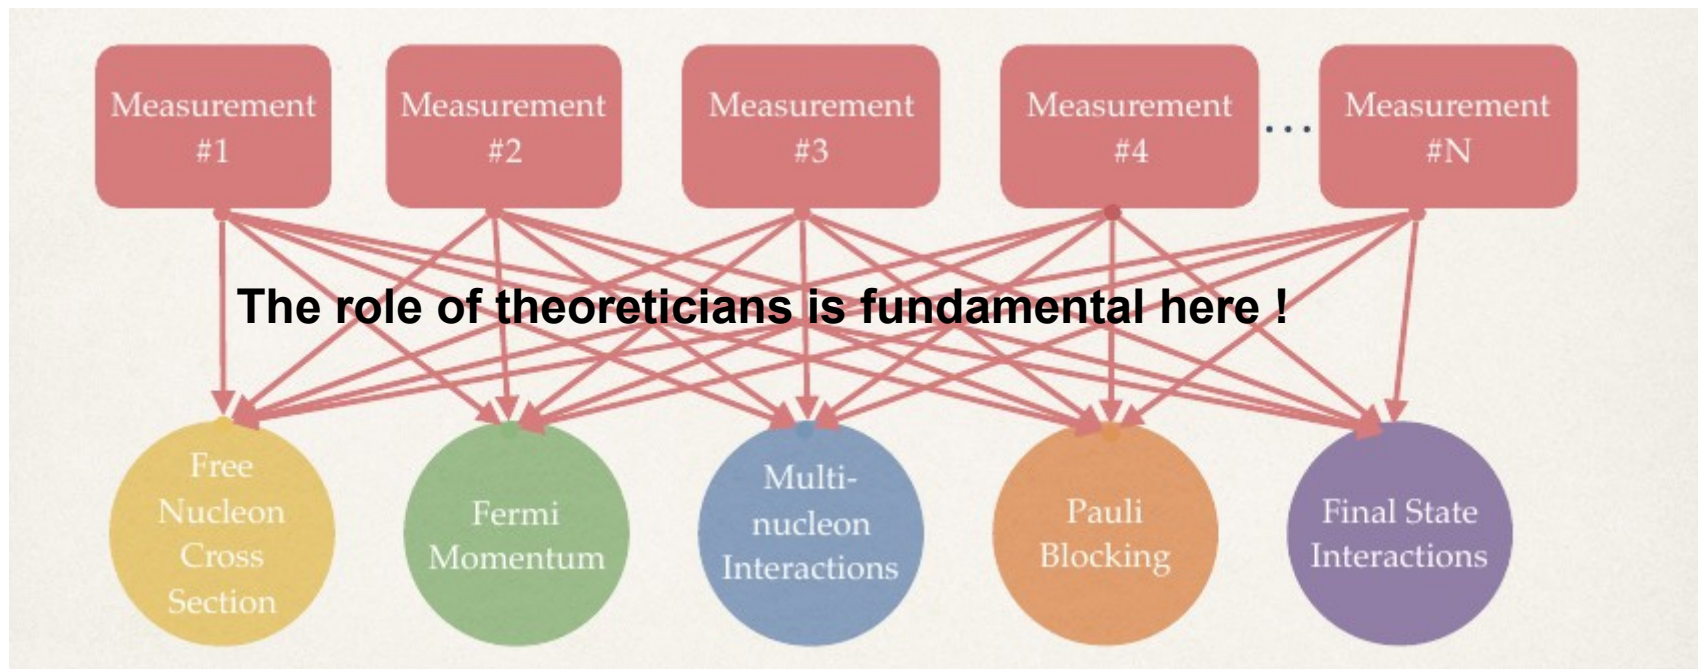 Measurement
#1
Measurement
#2
Measurement
#3
Measurement
#4
...
Measurement
#N
The role of theoreticians is fundamental here !
Free
Nucleon
Cross
Section
Fermi
Momentum
Multi-
nucleon
Interactions
Pauli
Blocking
Final State
Interactions